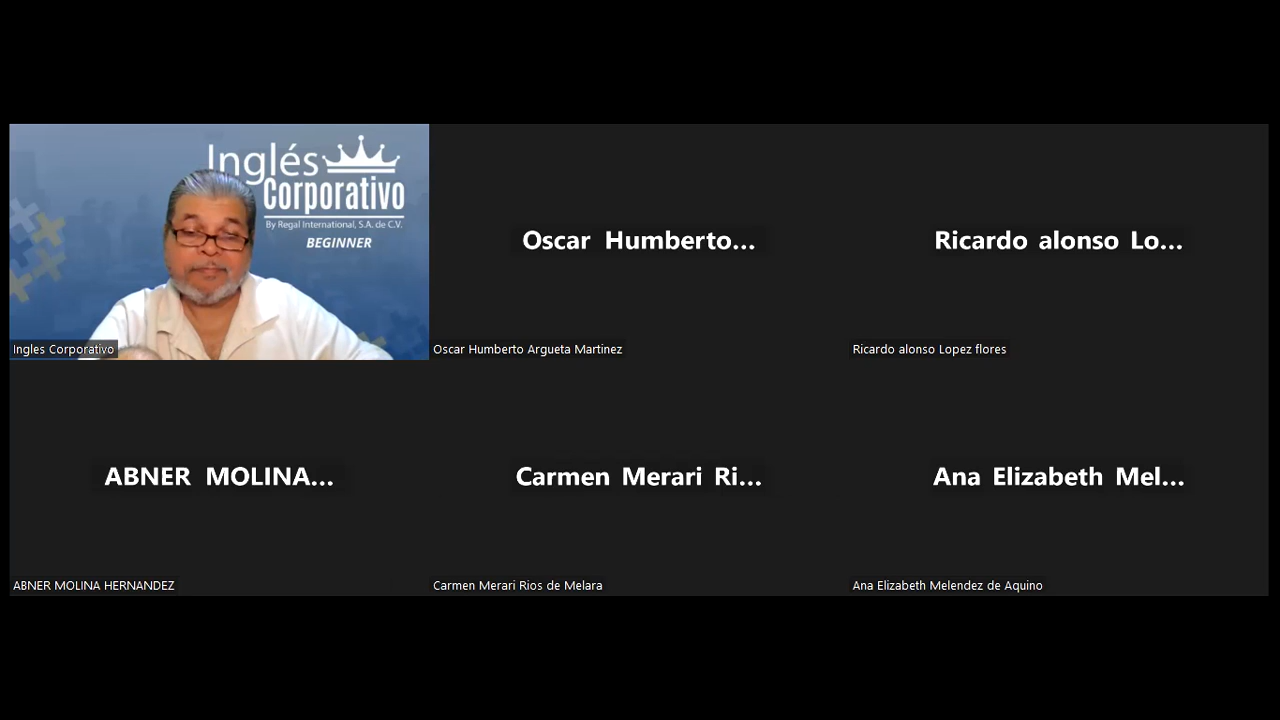 Inglés
Corporativo
By Regal International, S.A. de C.V.
BEGINNER
Ingles Corporativo
Oscar Humberto...
Oscar Humberto Argueta Martinez
Ricardo alonso Lo...
Ricardo alonso Lopez flores
ABNER MOLINA...
ABNER MOLINA HERNANDEZ
Carmen Merari Ri...
Carmen Merari Rios de Melara
Ana Elizabeth Mel...
Ana Elizabeth Melendez de Aquino